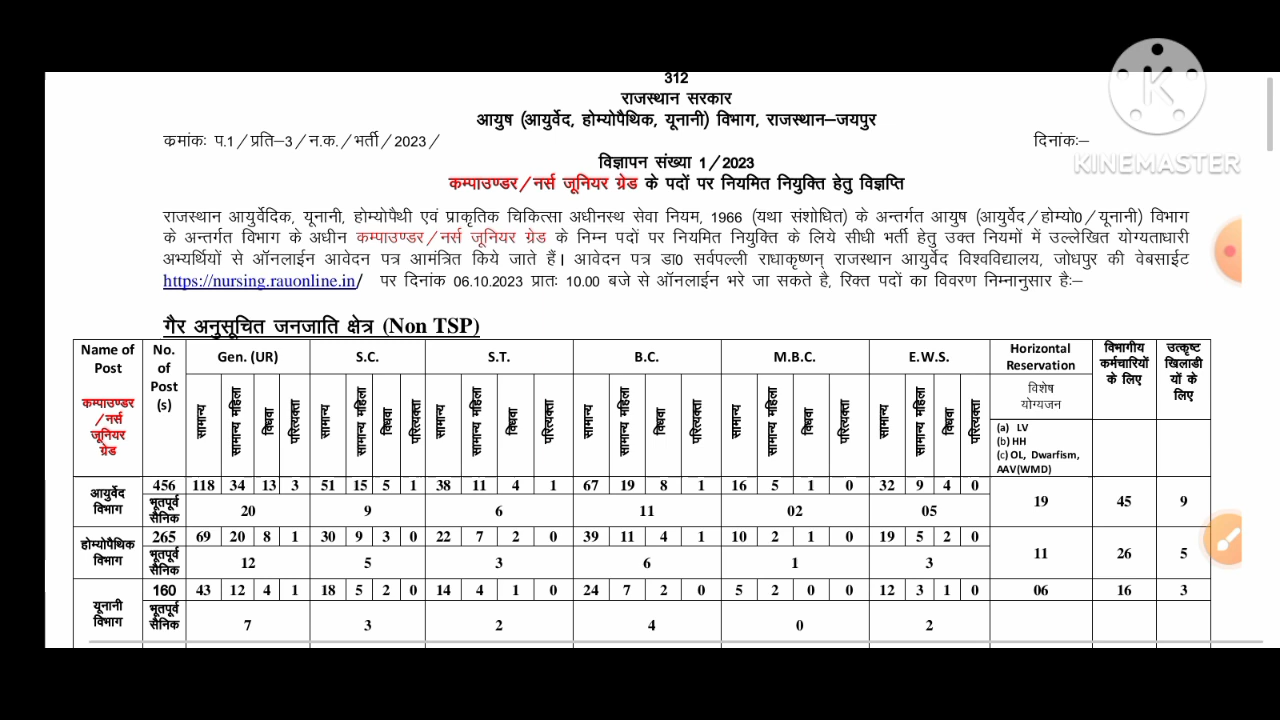 312
राजस्थान सरकार
आयुष (आयुर्वेद, होम्योपैथिक, यूनानी) विभाग, राजस्थान–जयपुर
क्रमांकः प.1/प्रति–3/न.क./भर्ती/2023/ दिनांकः–
KINEMASTER
विज्ञापन संख्या 1/2023
कम्पाउण्डर/नर्स जूनियर ग्रेड के पदों पर नियमित नियुक्ति हेतु विज्ञप्ति
राजस्थान आयुर्वेदिक, यूनानी, होम्योपैथी एवं प्राकृतिक चिकित्सा अधीनस्थ सेवा नियम, 1966 (यथा संशोधित) के अन्तर्गत आयुष (आयुर्वेद/होम्यो0/यूनानी) विभाग
के अन्तर्गत विभाग के अधीन कम्पाउण्डर/नर्स जूनियर ग्रेड के निम्न पदों पर नियमित नियुक्ति के लिये सीधी भर्ती हेतु उक्त नियमों में उल्लेखित योग्यताधारी
अभ्यर्थियों से ऑनलाईन आवेदन पत्र आमंत्रित किये जाते हैं। आवेदन पत्र डा0 सर्वपल्ली राधाकृष्णन् राजस्थान आयुर्वेद विश्वविद्यालय, जोधपुर की वेबसाईट
https://nursing.rauonline.in/ पर दिनांक 06.10.2023 प्रातः 10.00 बजे से ऑनलाईन भरे जा सकते है, रिक्त पदों का विवरण निम्नानुसार हैः–
गैर अनुसूचित जनजाति क्षेत्र (Non TSP)
Name of Post कम्पाउण्डर /नर्स जूनियर ग्रेड No. of Post (s) Gen. (UR) S.C. S.T. B.C. M.B.C. E.W.S. Horizontal Reservation विभागीय कर्मचारियों के लिए उत्कृष्ट खिलाडी यों के लिए
सामान्य सामान्य महिला विधवा परित्यक्ता सामान्य सामान्य महिला विधवा परित्यक्ता सामान्य सामान्य महिला विधवा परित्यक्ता सामान्य सामान्य महिला विधवा परित्यक्ता सामान्य सामान्य महिला विधवा परित्यक्ता सामान्य सामान्य महिला विधवा परित्यक्ता विशेष योग्यजन
(a) LV
(b) HH
(c) OL, Dwarfism,
AAV(WMD)
आयुर्वेद विभाग 456 118 34 13 3 51 15 5 1 38 11 4 1 67 19 8 1 16 5 1 0 32 9 4 0 19 45 9
भूतपूर्व सैनिक 20 9 6 11 02 05
होम्योपैथिक विभाग 265 69 20 8 1 30 9 3 0 22 7 2 0 39 11 4 1 10 2 1 0 19 5 2 0 11 26 5
भूतपूर्व सैनिक 12 5 3 6 1 3
यूनानी विभाग 160 43 12 4 1 18 5 2 0 14 4 1 0 24 7 2 0 5 2 0 0 12 3 1 0 06 16 3
भूतपूर्व सैनिक 7 3 2 4 0 2